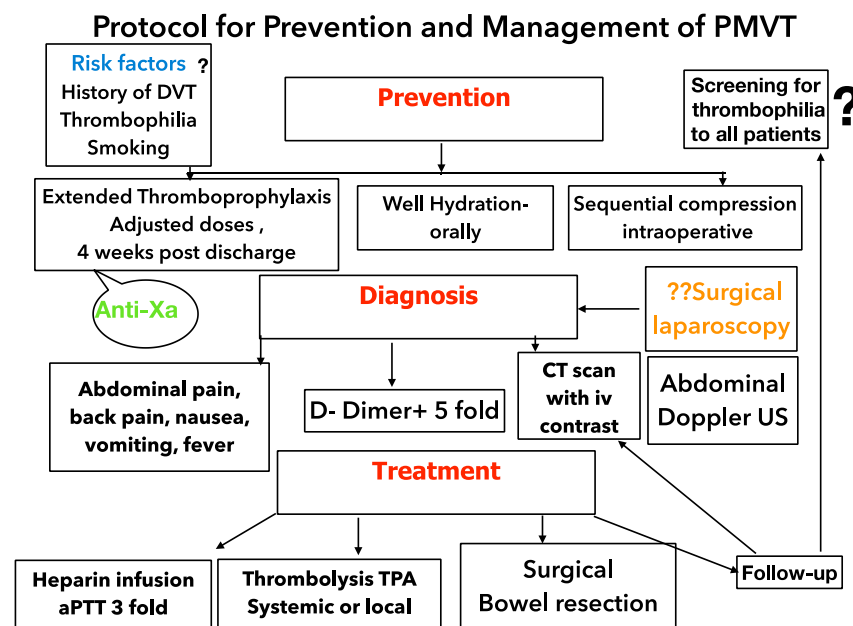 Protocol for Prevention and Management of PMVT
Risk factors ?
History of DVT
Thrombophilia
Smoking
Prevention
Screening for
thrombophilia
to all patients
?
Extended Thromboprophylaxis
Adjusted doses ,
4 weeks post discharge
Well Hydration-
orally
Sequential compression
intraoperative
Anti-Xa
Diagnosis
??Surgical
laparoscopy
Abdominal pain,
back pain, nausea,
vomiting, fever
D- Dimer+ 5 fold
CT scan
with iv
contrast
Abdominal
Doppler US
Treatment
Heparin infusion
aPTT 3 fold
Thrombolysis TPA
Systemic or local
Surgical
Bowel resection
Follow-up